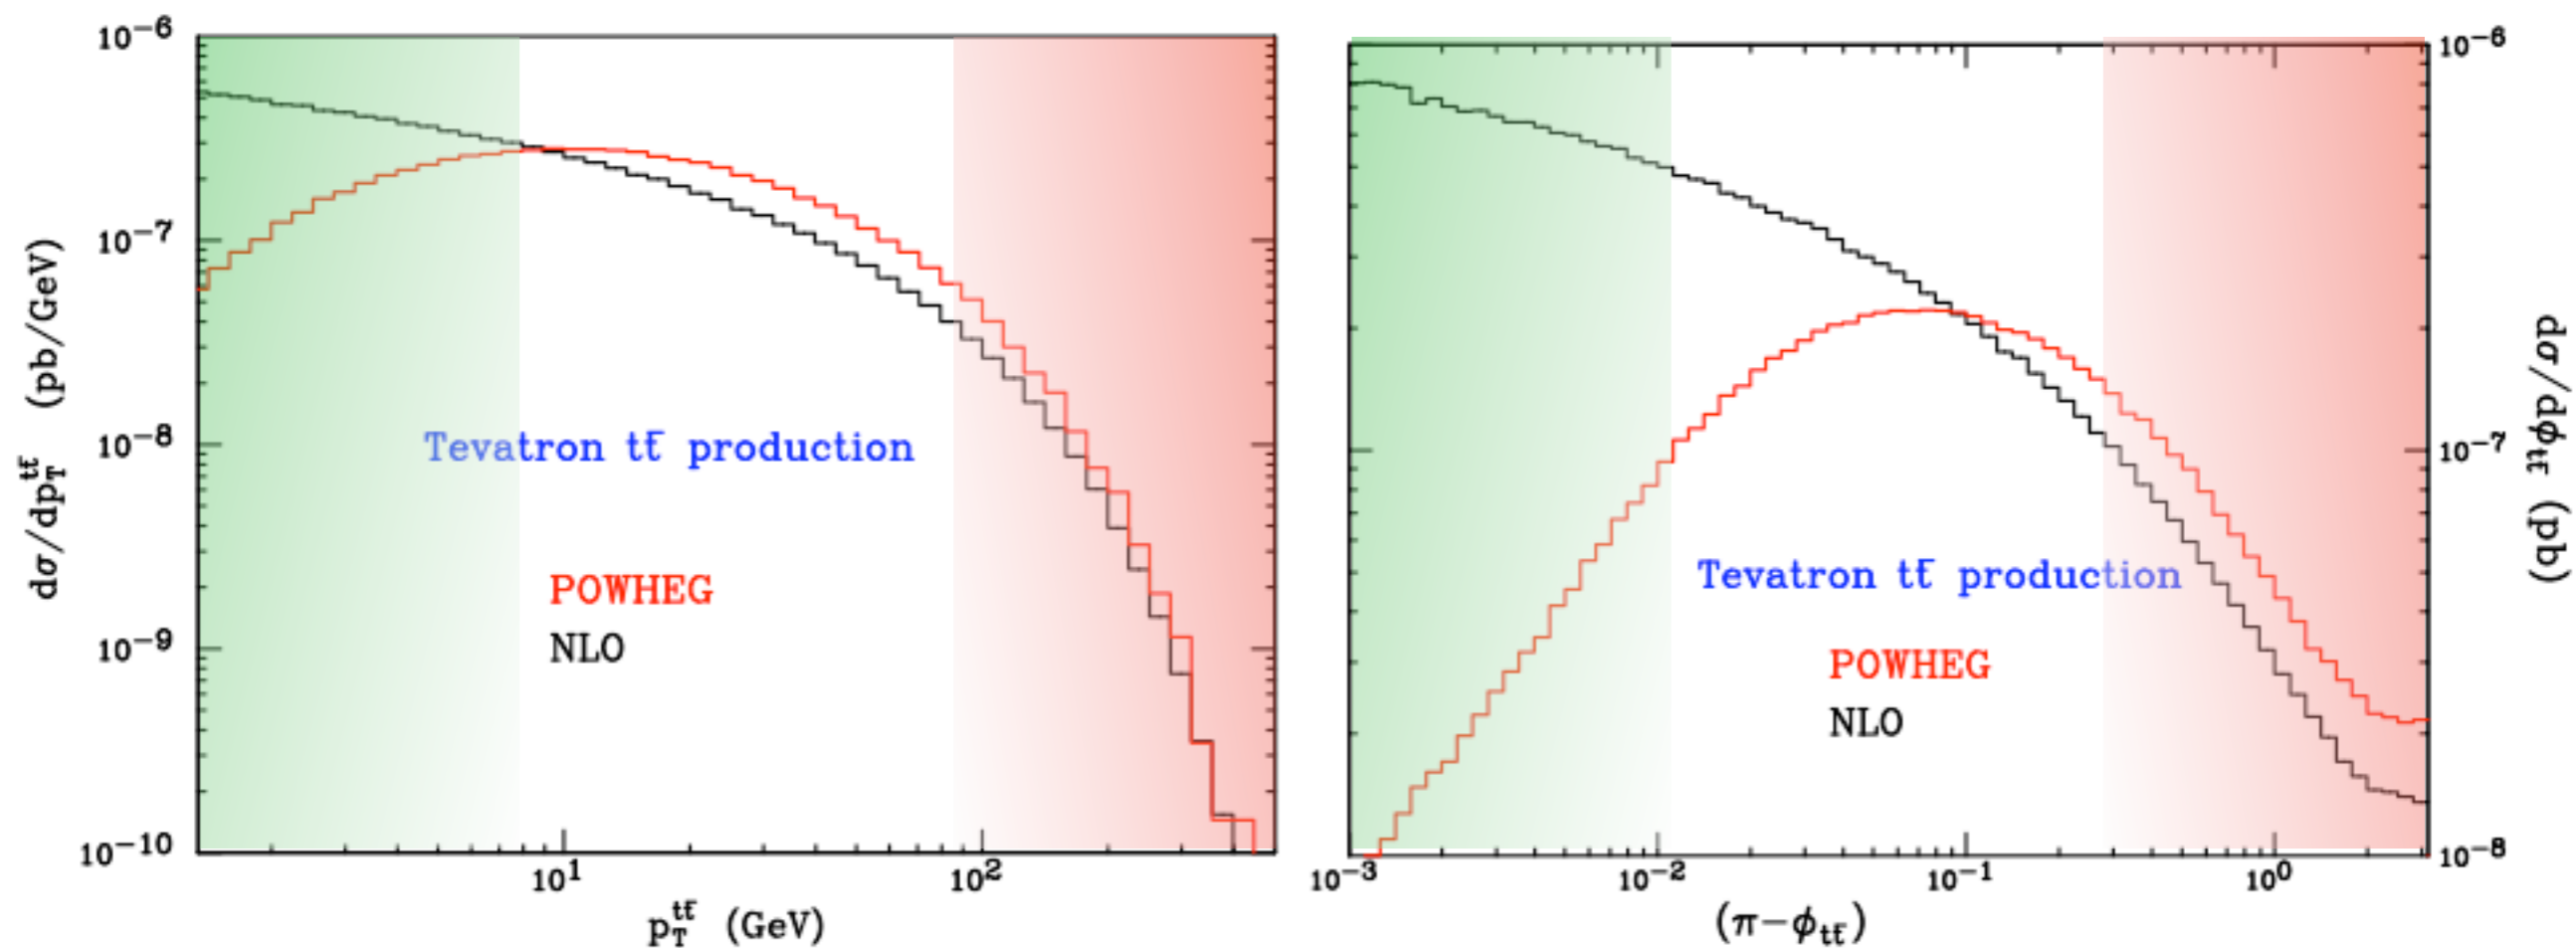 10⁻⁶
10⁻⁷
10⁻⁸
10⁻⁹
10⁻¹⁰
dσ/dp_T^{tt̄} (pb/GeV)
Tevatron tt̄ production
POWHEG
NLO
10¹
10²
p_T^{tt̄} (GeV)
10⁻⁶
10⁻⁷
10⁻⁸
dσ/dϕ_{tt̄} (pb)
Tevatron tt̄ production
POWHEG
NLO
10⁻³
10⁻²
10⁻¹
10⁰
(π−ϕ_{tt̄})